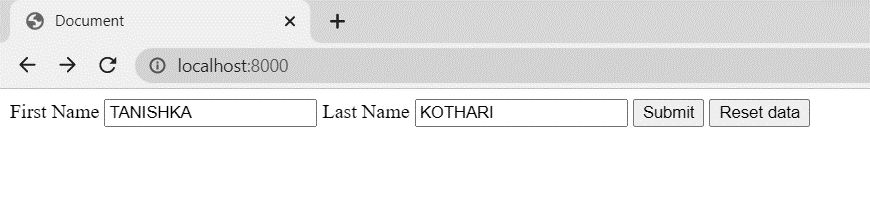 Document
localhost:8000
First Name TANISHKA Last Name KOTHARI Submit Reset data